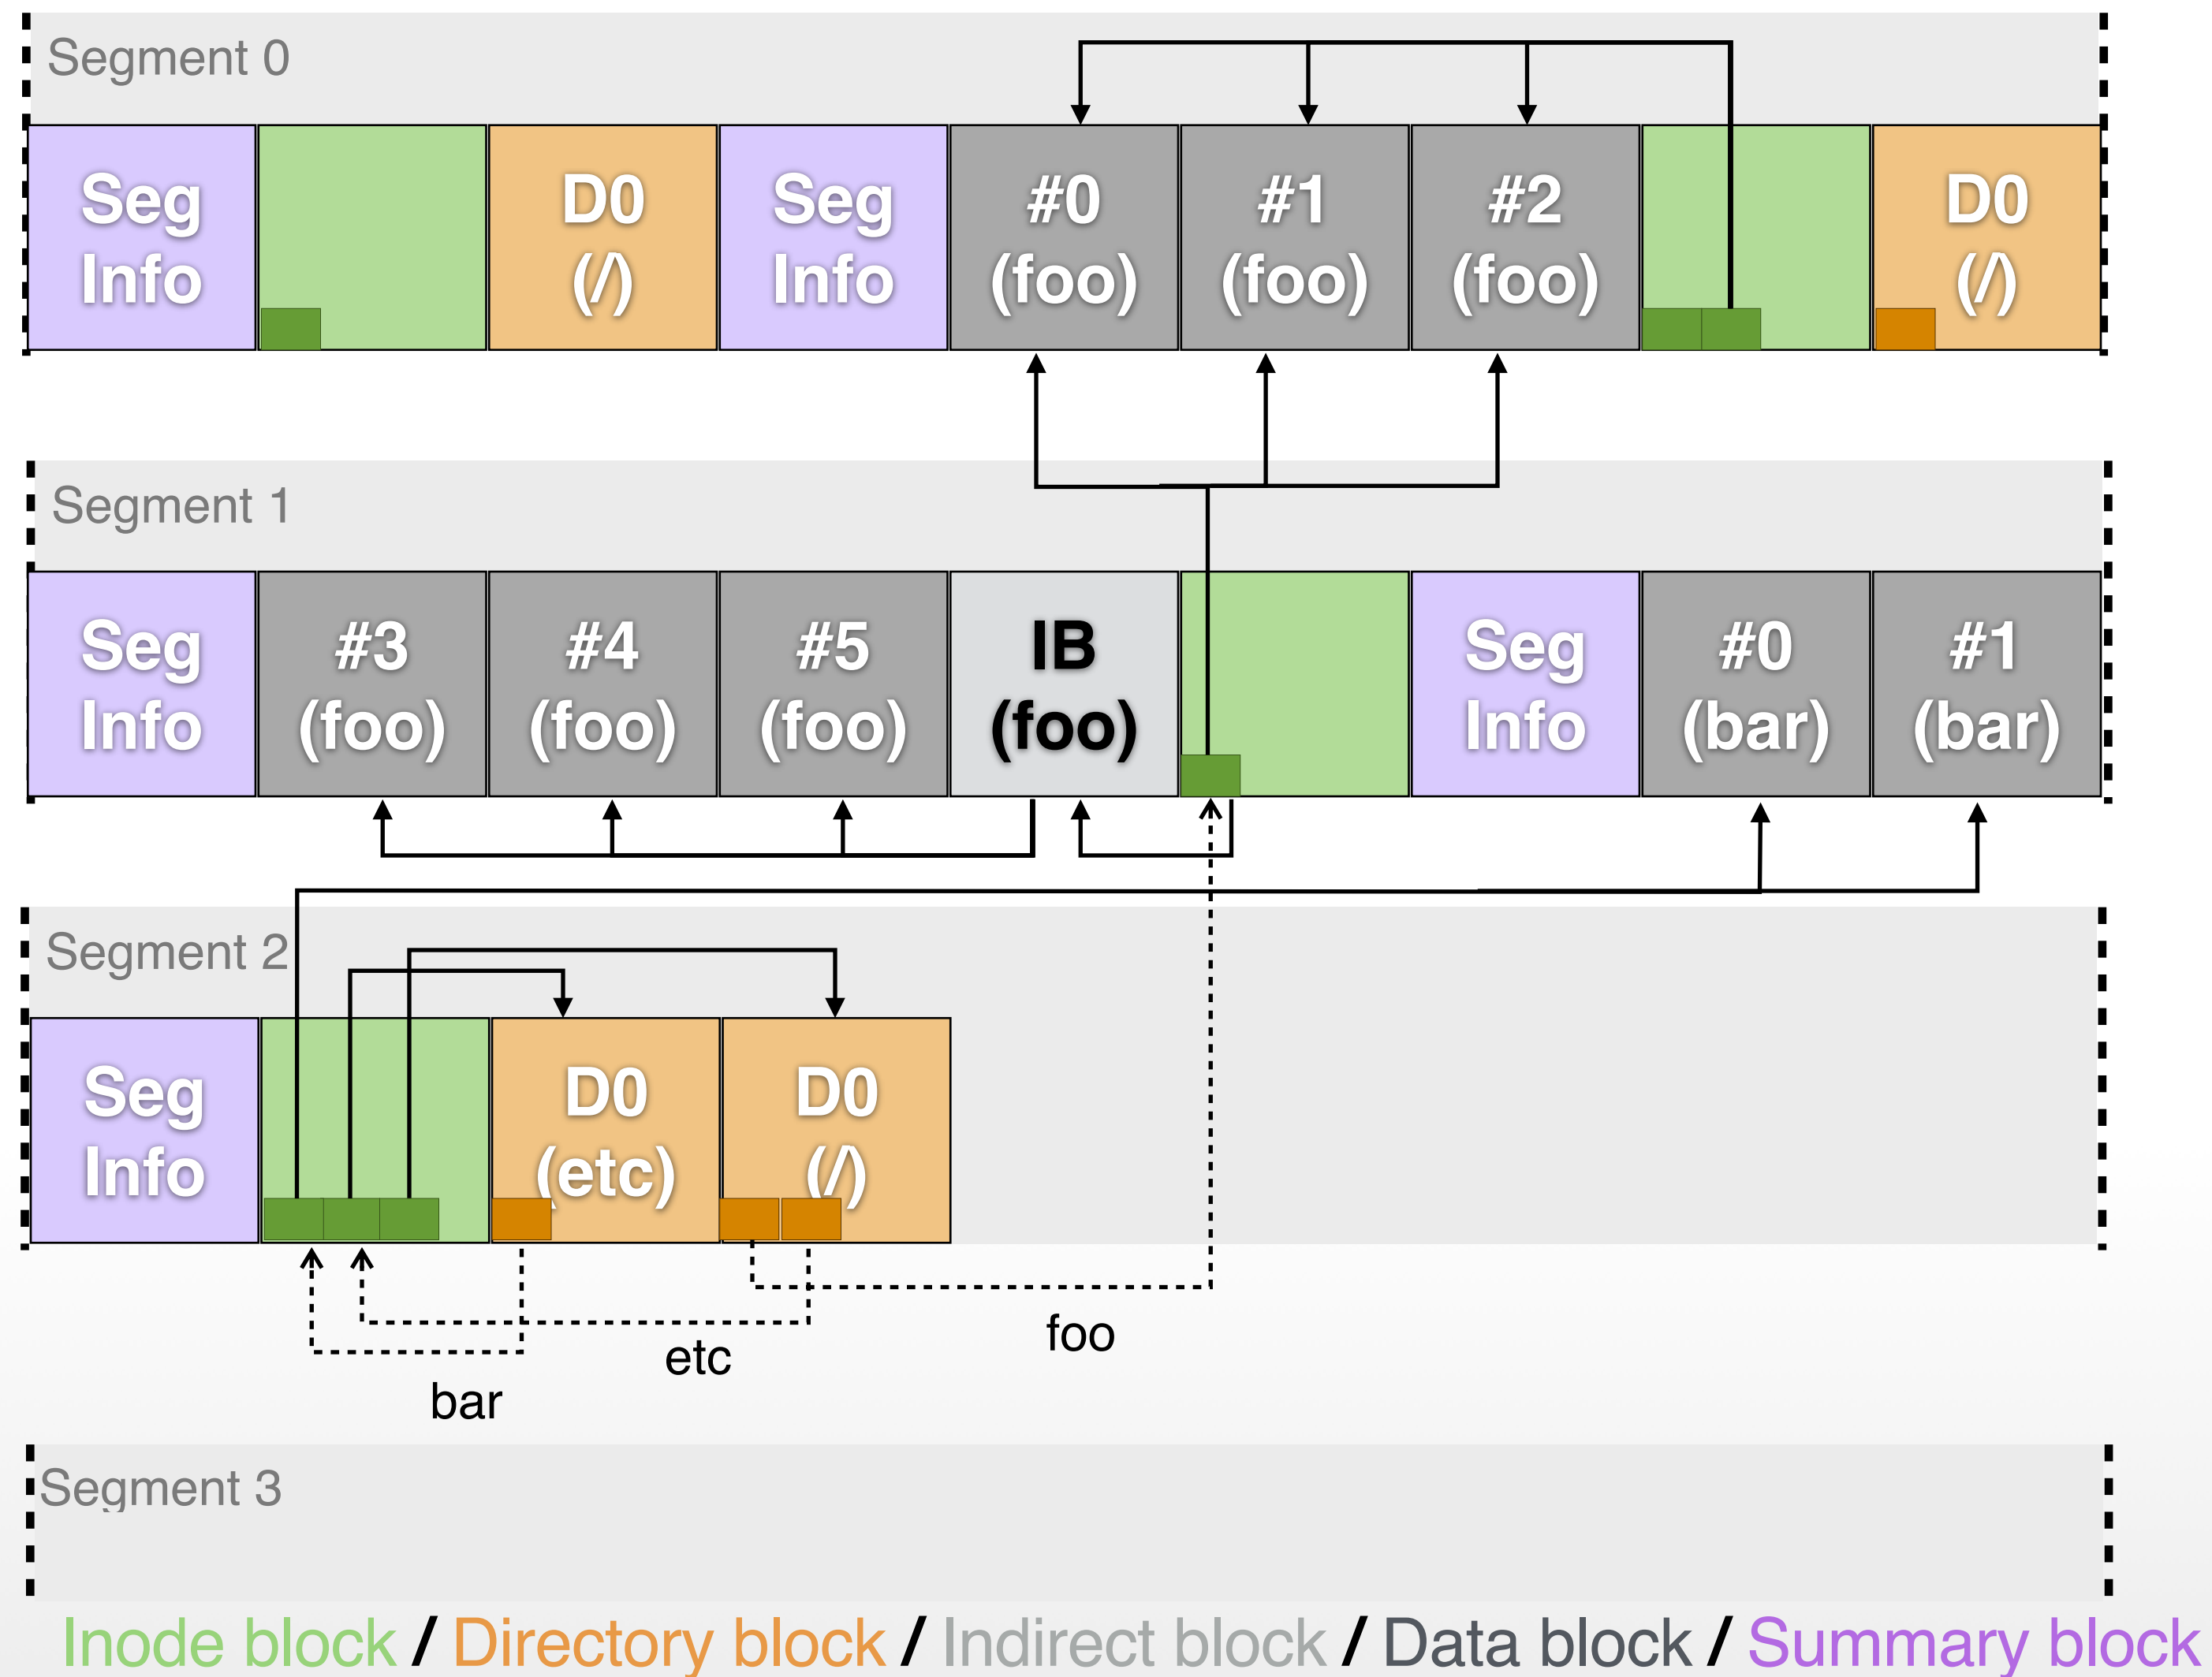 Segment 0
Seg
Info
D0
(/)
Seg
Info
#0
(foo)
#1
(foo)
#2
(foo)
D0
(/)
Segment 1
Seg
Info
#3
(foo)
#4
(foo)
#5
(foo)
IB
(foo)
Seg
Info
#0
(bar)
#1
(bar)
Segment 2
Seg
Info
D0
(etc)
D0
(/)
foo
etc
bar
Segment 3
Inode block / Directory block / Indirect block / Data block / Summary block